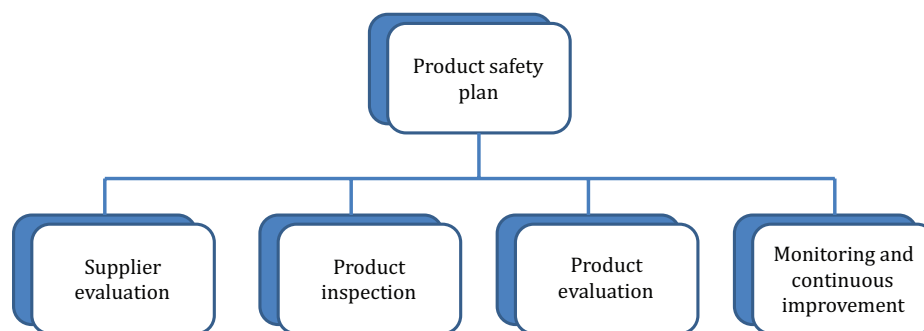 Product safety
plan
Supplier
evaluation
Product
inspection
Product
evaluation
Monitoring and
continuous
improvement